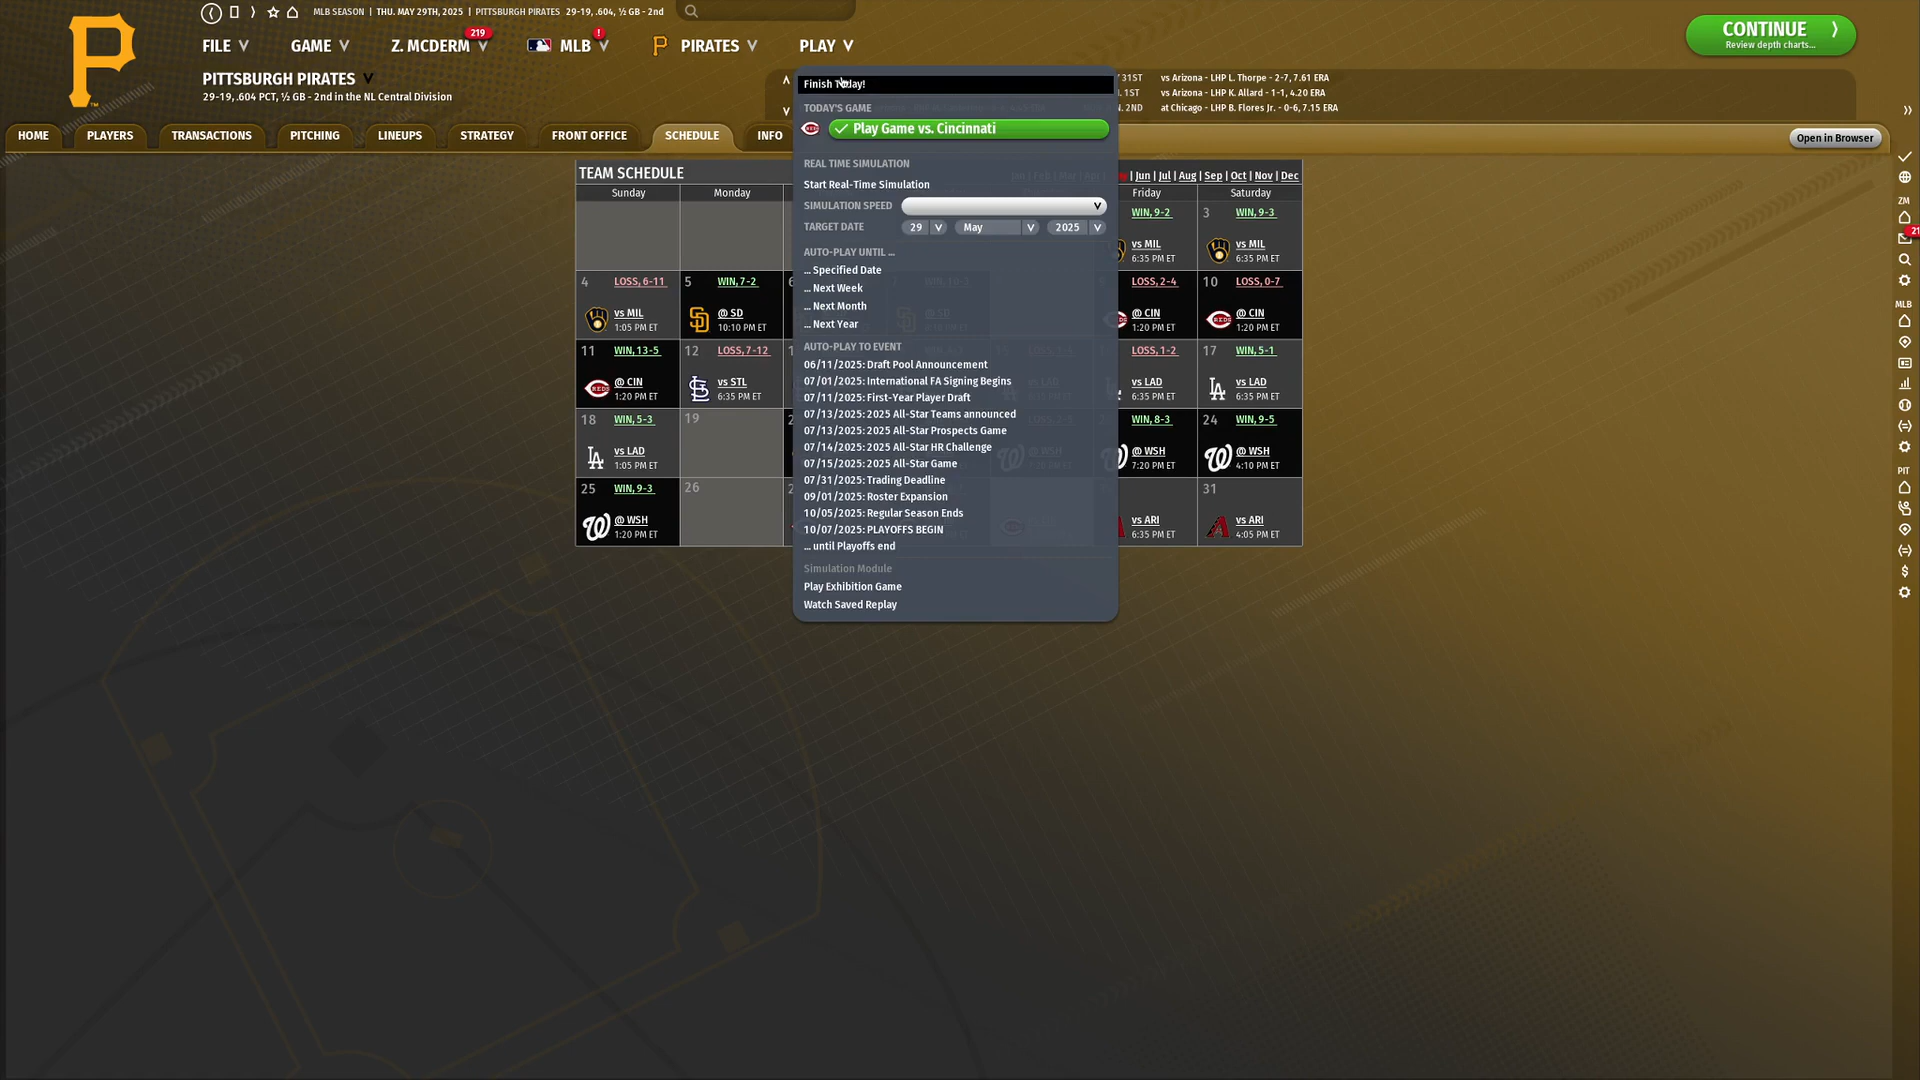 MLB SEASON | THU. MAY 29TH, 2025 | PITTSBURGH PIRATES 29-19, .604, ½ GB - 2nd
FILE GAME Z. MCDERM 219 MLB ! PIRATES PLAY
CONTINUE
Review depth charts...
PITTSBURGH PIRATES
29-19, .604 PCT, ½ GB - 2nd in the NL Central Division
31ST vs Arizona - LHP L. Thorpe - 2-7, 7.61 ERA
1ST vs Arizona - LHP K. Allard - 1-1, 4.20 ERA
2ND at Chicago - LHP B. Flores Jr. - 0-6, 7.15 ERA
HOME PLAYERS TRANSACTIONS PITCHING LINEUPS STRATEGY FRONT OFFICE SCHEDULE INFO
Open in Browser
Finish Today!
TODAY'S GAME
REDS Play Game vs. Cincinnati
REAL TIME SIMULATION
Start Real-Time Simulation
SIMULATION SPEED
TARGET DATE 29 May 2025
AUTO-PLAY UNTIL ...
... Specified Date
... Next Week
... Next Month
... Next Year
AUTO-PLAY TO EVENT
06/11/2025: Draft Pool Announcement
07/01/2025: International FA Signing Begins
07/11/2025: First-Year Player Draft
07/13/2025: 2025 All-Star Teams announced
07/13/2025: 2025 All-Star Prospects Game
07/14/2025: 2025 All-Star HR Challenge
07/15/2025: 2025 All-Star Game
07/31/2025: Trading Deadline
09/01/2025: Roster Expansion
10/05/2025: Regular Season Ends
10/07/2025: PLAYOFFS BEGIN
... until Playoffs end
Simulation Module
Play Exhibition Game
Watch Saved Replay
TEAM SCHEDULE
| Jun | Jul | Aug | Sep | Oct | Nov | Dec
Sunday Monday Friday Saturday
WIN, 9-2 3 WIN, 9-3
vs MIL vs MIL
6:35 PM ET 6:35 PM ET
4 LOSS, 6-11 5 WIN, 7-2 LOSS, 2-4 10 LOSS, 0-7
vs MIL @ SD @ CIN @ CIN
1:05 PM ET 10:10 PM ET 1:20 PM ET 1:20 PM ET
11 WIN, 13-5 12 LOSS, 7-12 LOSS, 1-2 17 WIN, 5-1
@ CIN vs STL vs LAD vs LAD
1:20 PM ET 6:35 PM ET 6:35 PM ET 6:35 PM ET
18 WIN, 5-3 19 WIN, 8-3 24 WIN, 9-5
vs LAD @ WSH @ WSH
1:05 PM ET 7:20 PM ET 4:10 PM ET
25 WIN, 9-3 26 31
@ WSH vs ARI vs ARI
1:20 PM ET 6:35 PM ET 4:05 PM ET
ZM
21
MLB
PIT
$